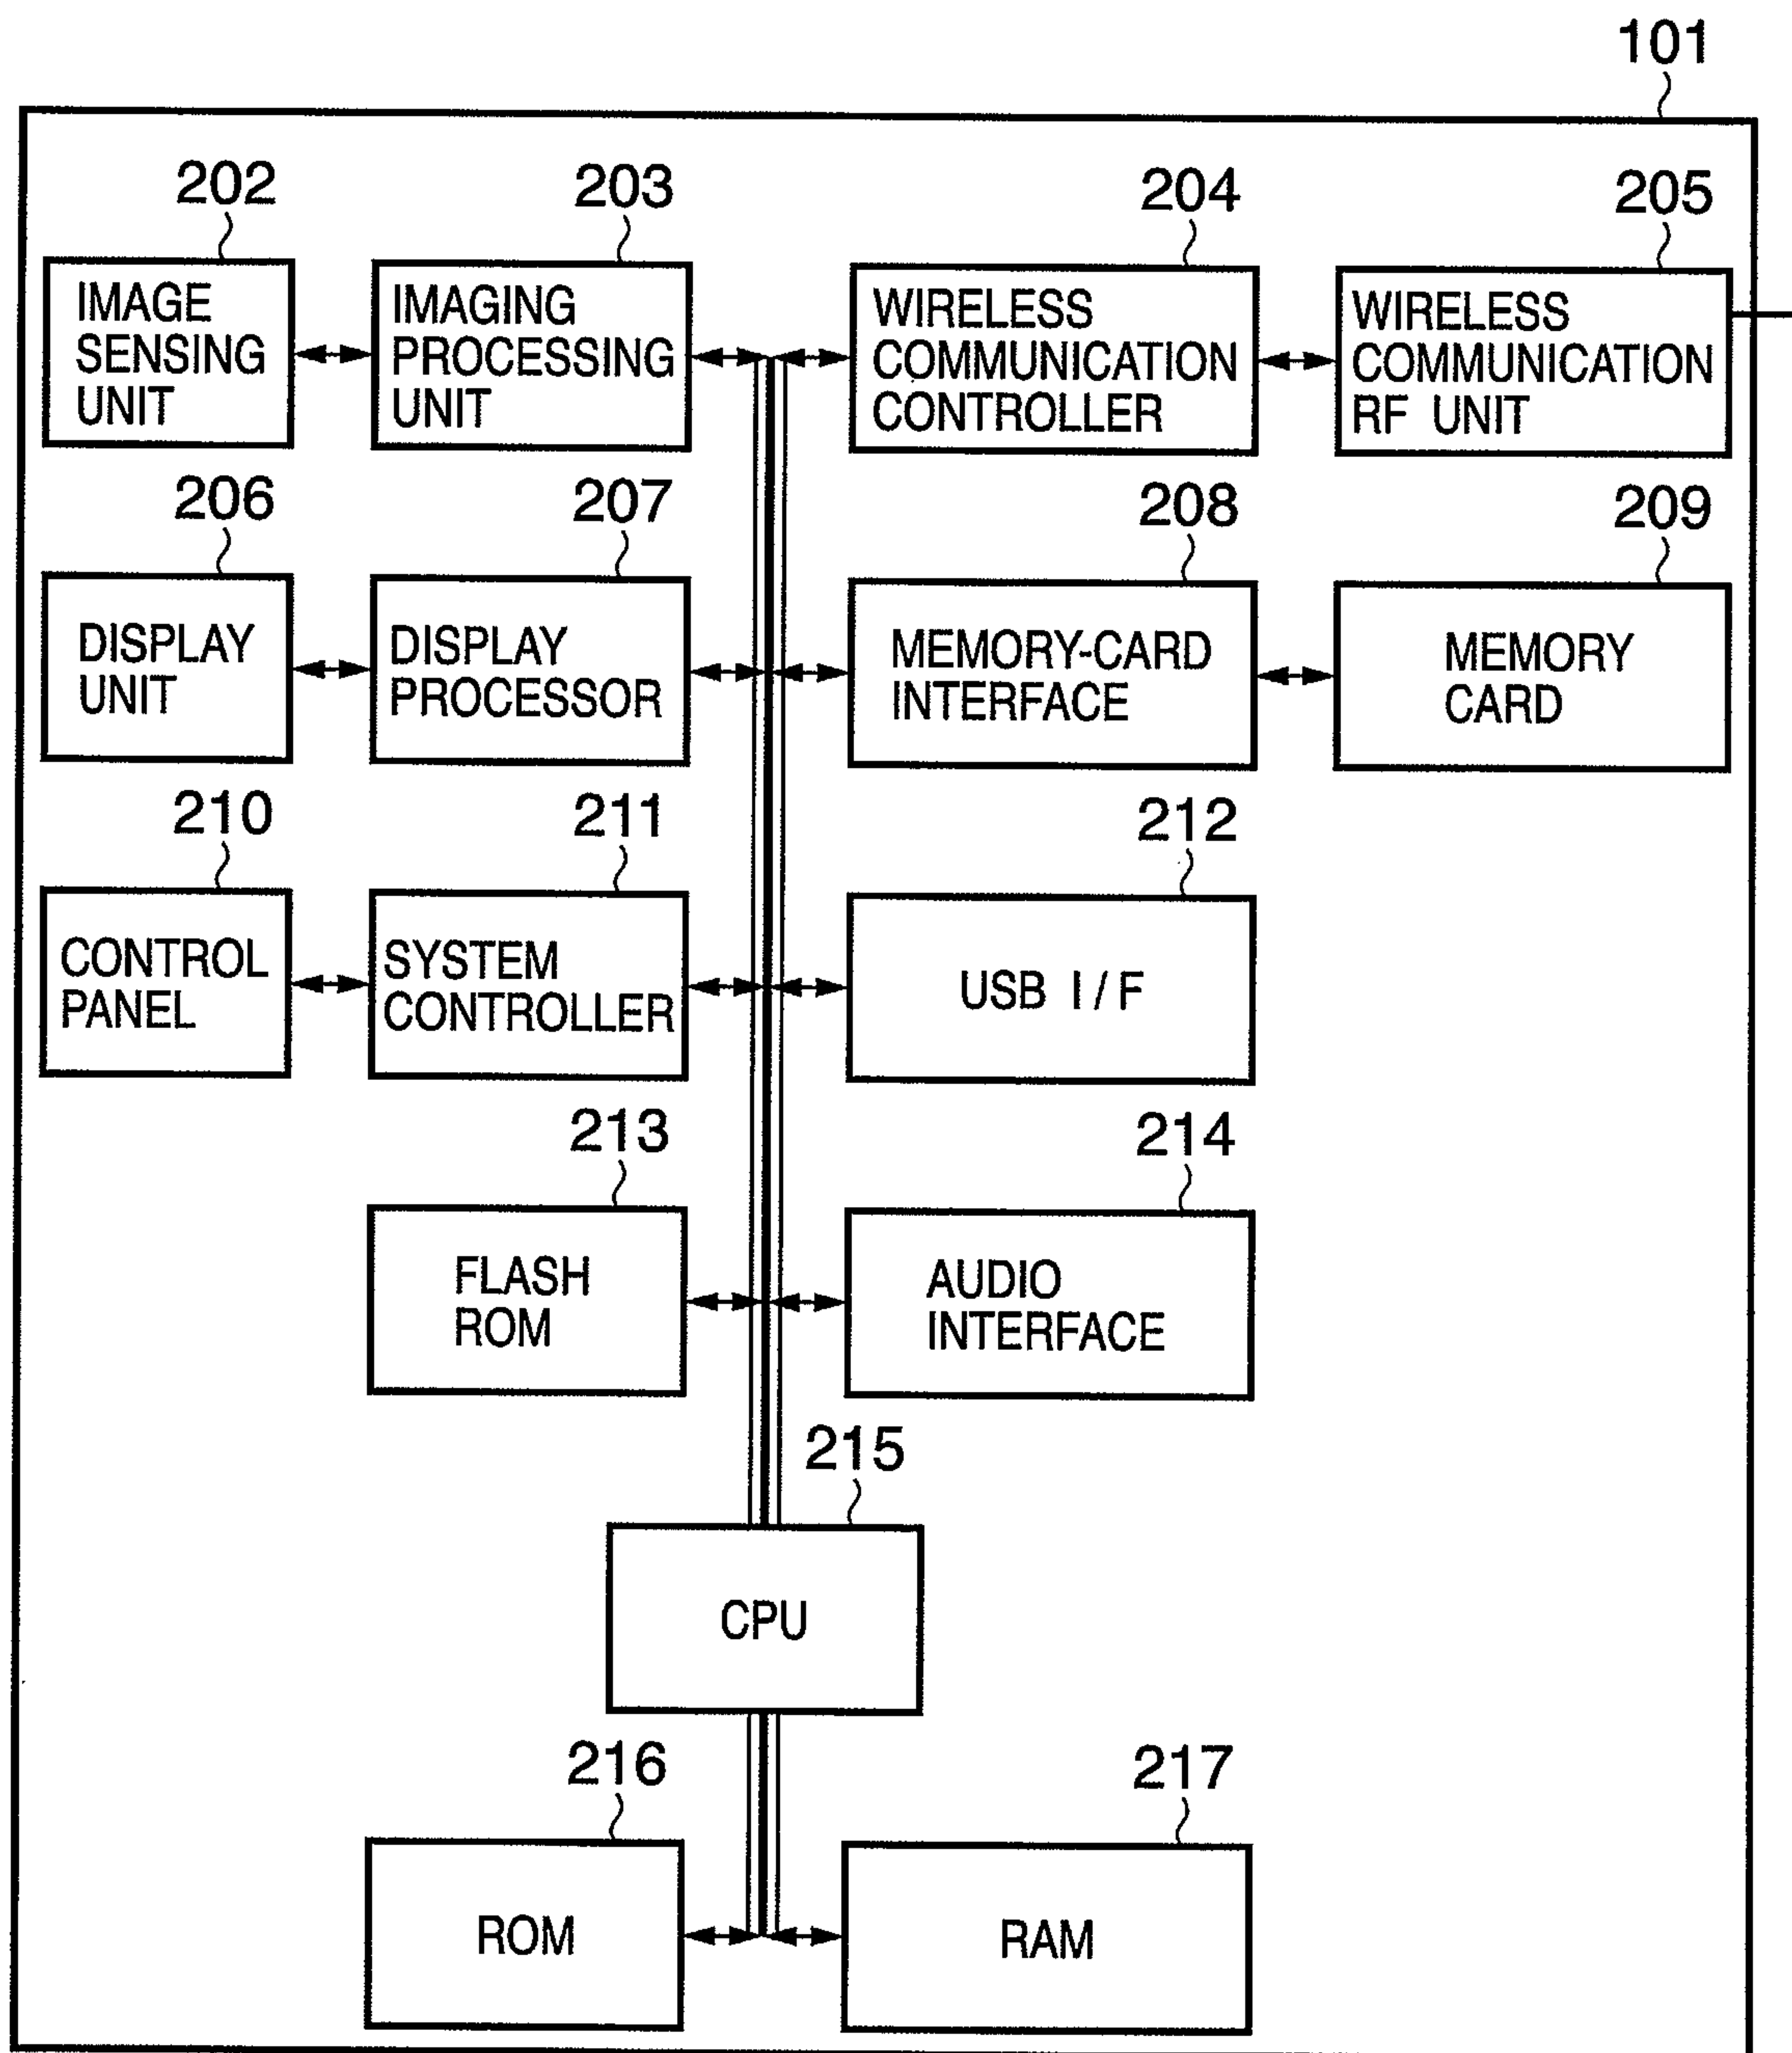 101
202
203
204
205
IMAGE
SENSING
UNIT
IMAGING
PROCESSING
UNIT
WIRELESS
COMMUNICATION
CONTROLLER
WIRELESS
COMMUNICATION
RF UNIT
206
207
208
209
DISPLAY
UNIT
DISPLAY
PROCESSOR
MEMORY-CARD
INTERFACE
MEMORY
CARD
210
211
212
CONTROL
PANEL
SYSTEM
CONTROLLER
USB I / F
213
214
FLASH
ROM
AUDIO
INTERFACE
215
CPU
216
217
ROM
RAM